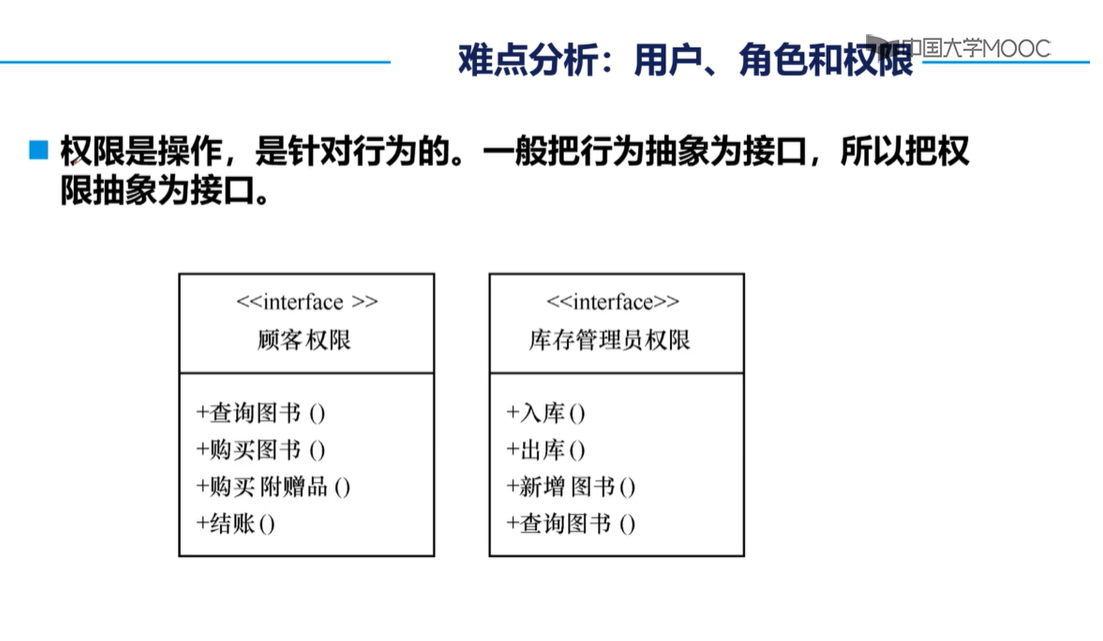 中国大学MOOC
难点分析：用户、角色和权限
权限是操作，是针对行为的。一般把行为抽象为接口，所以把权
限抽象为接口。
<<interface >>
顾客权限
+查询图书 ()
+购买图书 ()
+购买 附赠品 ()
+结账 ()
<<interface>>
库存管理员权限
+入库 ()
+出库 ()
+新增 图书 ()
+查询图书 ()